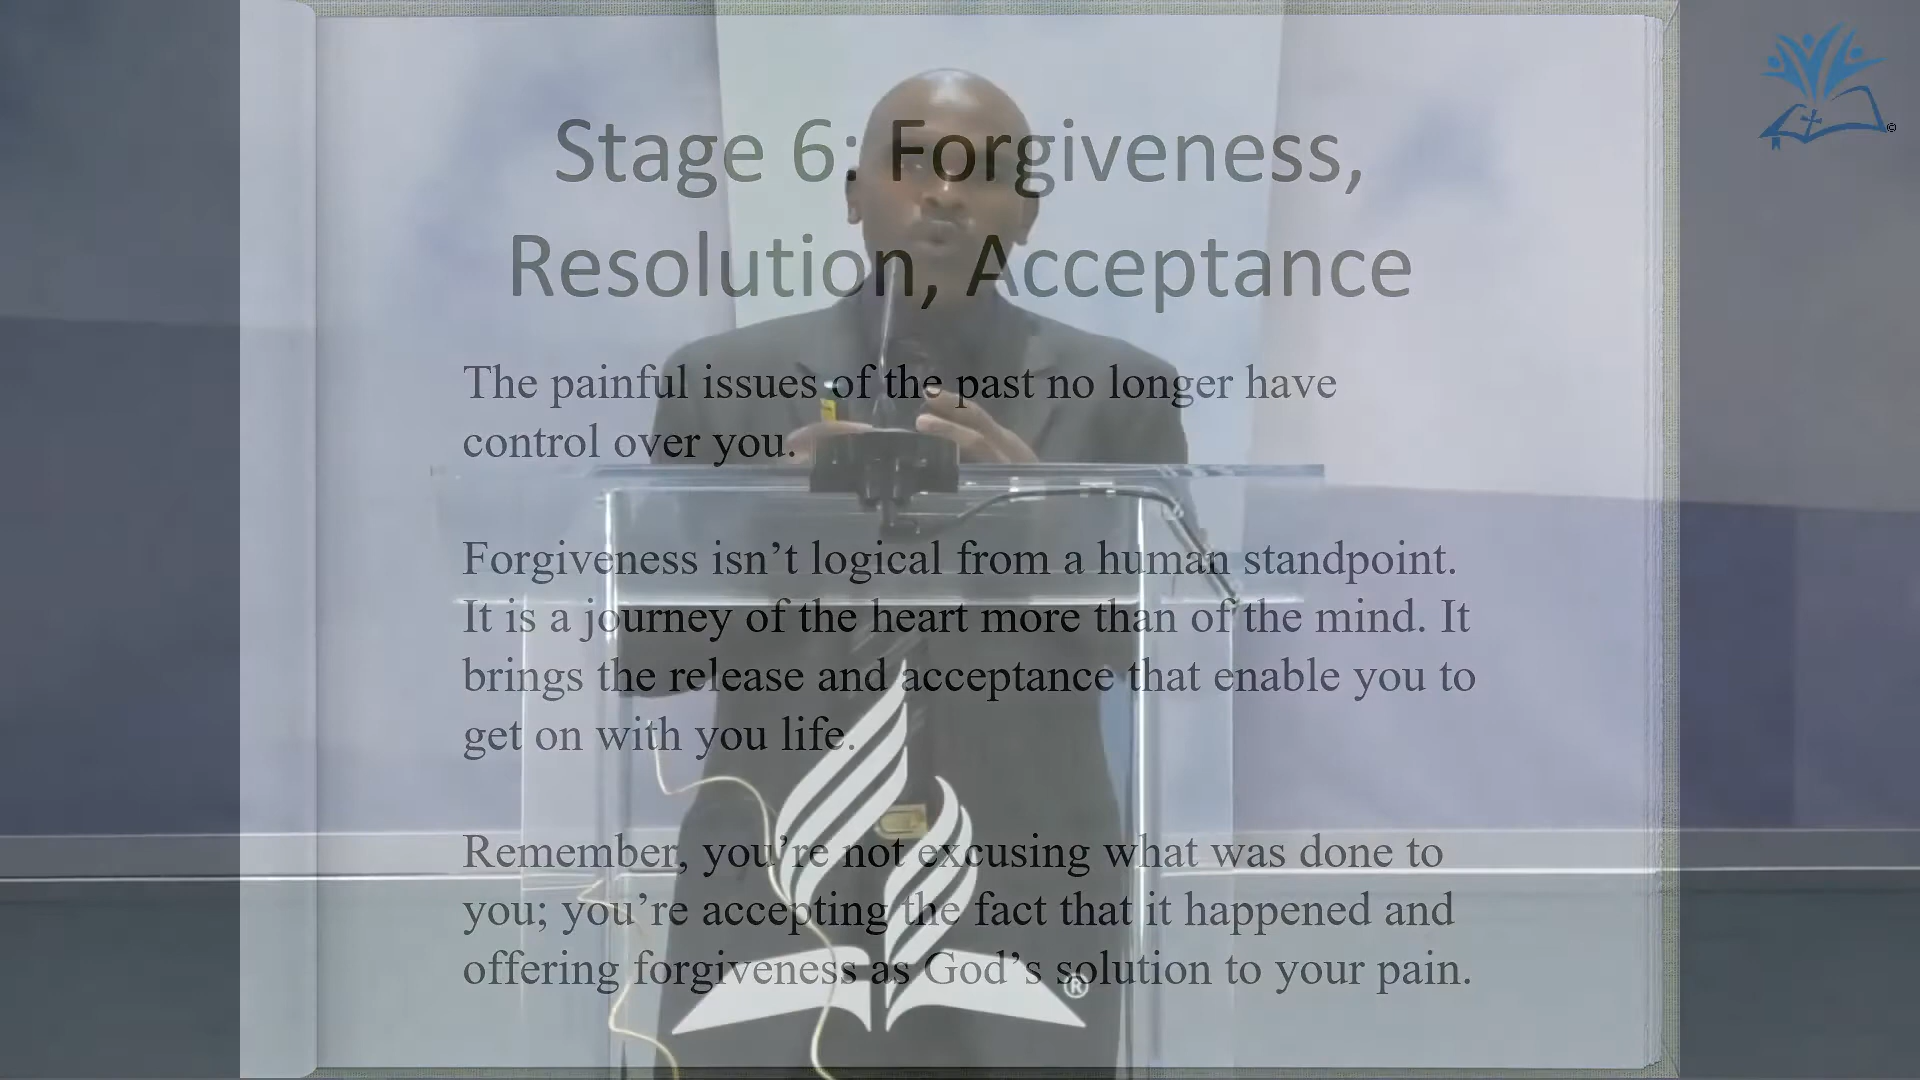 Stage 6: Forgiveness,
Resolution, Acceptance
The painful issues of the past no longer have
control over you.
Forgiveness isn’t logical from a human standpoint.
It is a journey of the heart more than of the mind. It
brings the release and acceptance that enable you to
get on with you life.
Remember, you’re not excusing what was done to
you; you’re accepting the fact that it happened and
offering forgiveness as God’s solution to your pain.
®
©